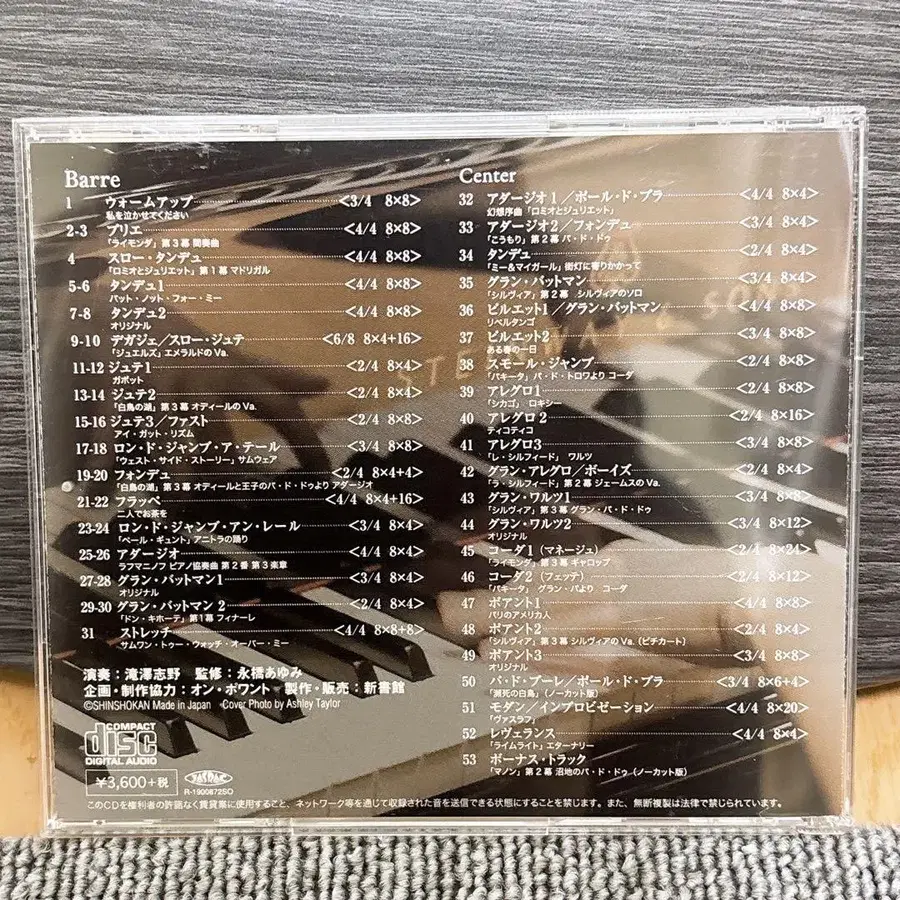 Barre
1 ウォームアップ <3/4 8×8>
私を泣かせてください
2-3 プリエ <4/4 8×8>
「ライモンダ」第3幕 間奏曲
4 スロー・タンデュ <4/4 8×8>
「ロミオとジュリエット」第1幕 マドリガル
5-6 タンデュ1 <4/4 8×8>
バット・ノット・フォー・ミー
7-8 タンデュ2 <4/4 8×8>
オリジナル
9-10 デガジェ/スロー・ジュテ <6/8 8×4+16>
「ジュエルズ」エメラルドのVa.
11-12 ジュテ1 <2/4 8×4>
ガボット
13-14 ジュテ2 <2/4 8×4>
「白鳥の湖」第3幕 オディールのVa.
15-16 ジュテ3/ファスト <2/4 8×8>
アイ・ガット・リズム
17-18 ロン・ド・ジャンブ・ア・テール <3/4 8×8>
「ウェスト・サイド・ストーリー」サムウェア
19-20 フォンデュ <2/4 8×4+4>
「白鳥の湖」第3幕 オディールと王子のパ・ド・ドゥより アダージオ
21-22 フラッペ <4/4 8×4+16>
二人でお茶を
23-24 ロン・ド・ジャンブ・アン・レール <3/4 8×8>
「ペール・ギュント」アニトラの踊り
25-26 アダージオ <4/4 8×4>
ラフマニノフ ピアノ協奏曲 第2番 第3楽章
27-28 グラン・バットマン1 <3/4 8×8>
オリジナル
29-30 グラン・バットマン2 <3/4 8×4>
「ドン・キホーテ」第1幕 フィナーレ
31 ストレッチ <4/4 8×8+8>
サムワン・トゥー・ウォッチ・オーバー・ミー
演奏:滝澤志野 監修:永橋あゆみ
企画・制作協力:オン・ポワント 製作・販売:新書館
©SHINSHOKAN Made in Japan Cover Photo by Ashley Taylor
COMPACT
disc
DIGITAL AUDIO
¥3,600+税
JASRAC
R-1900872SO
Center
32 アダージオ1/ポール・ド・ブラ <4/4 8×4>
幻想序曲「ロミオとジュリエット」
33 アダージオ2/フォンデュ <3/4 8×4>
「こうもり」第2幕 パ・ド・ドゥ
34 タンデュ <2/4 8×4>
「ミー&マイガール」街灯に寄りかかって
35 グラン・バットマン <3/4 8×4>
「シルヴィア」第2幕 シルヴィアのソロ
36 ピルエット1/グラン・バットマン <4/4 8×8>
リベルタンゴ
37 ピルエット2 <3/4 8×8>
ある春の一日
38 スモール・ジャンプ <2/4 8×4>
「パキータ」パ・ド・トロワより コーダ
39 アレグロ1 <2/4 8×4>
「シカゴ」ロキシー
40 アレグロ2 <2/4 8×16>
ティコティコ
41 アレグロ3 <3/4 8×8>
「レ・シルフィード」ワルツ
42 グラン・アレグロ/ボーイズ <2/4 8×4>
「ラ・シルフィード」第2幕 ジェームスのVa.
43 グラン・ワルツ1 <3/4 8×8>
「シルヴィア」第3幕 グラン・パ・ド・ドゥ
44 グラン・ワルツ2 <3/4 8×12>
オリジナル
45 コーダ1(マネージュ) <2/4 8×24>
「ライモンダ」第3幕 ギャロップ
46 コーダ2(フェッテ) <2/4 8×12>
「パキータ」グラン・パより コーダ
47 ポアント1 <4/4 8×8>
パリのアメリカ人
48 ポアント2 <2/4 8×4>
「シルヴィア」第3幕 シルヴィアのVa.(ピチカート)
49 ポアント3 <4/4 8×8>
オリジナル
50 パ・ド・ブーレ/ポール・ド・ブラ <3/4 8×6+4>
「瀕死の白鳥」(ノーカット版)
51 モダン/インプロビゼーション <4/4 8×20>
「ヴァスラフ」
52 レヴェランス <4/4 8×4>
「ライムライト」エターナリー
53 ボーナス・トラック
「マノン」第2幕 沼地のパ・ド・ドゥ(ノーカット版)
このCDを権利者の許諾なく賃貸業に使用すること、ネットワーク等を通じて収録された音を送信できる状態にすることを禁じます。また、無断複製は法律で禁じられています。